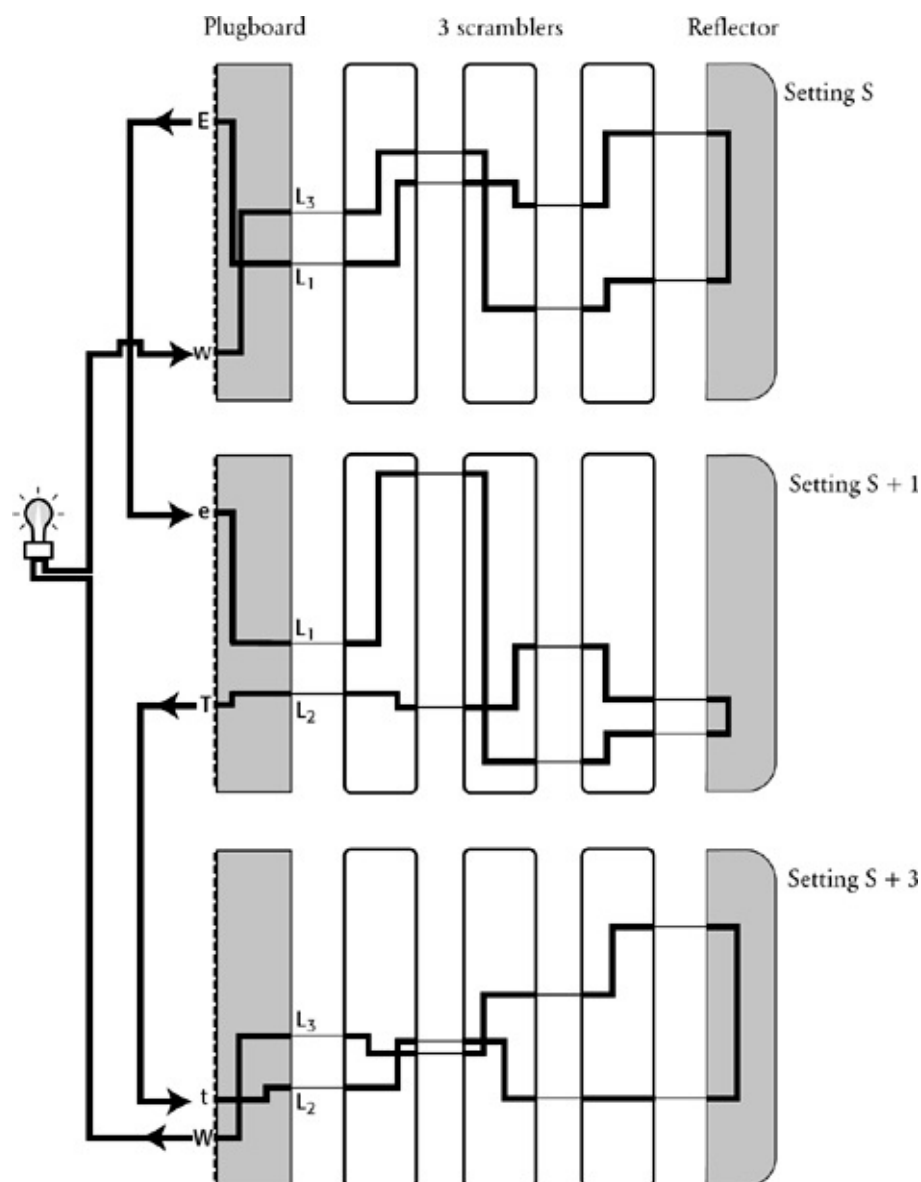 Plugboard 3 scramblers Reflector
Setting S
E
L3
L1
w
Setting S + 1
e
L1
T
L2
Setting S + 3
L3
t
L2
W